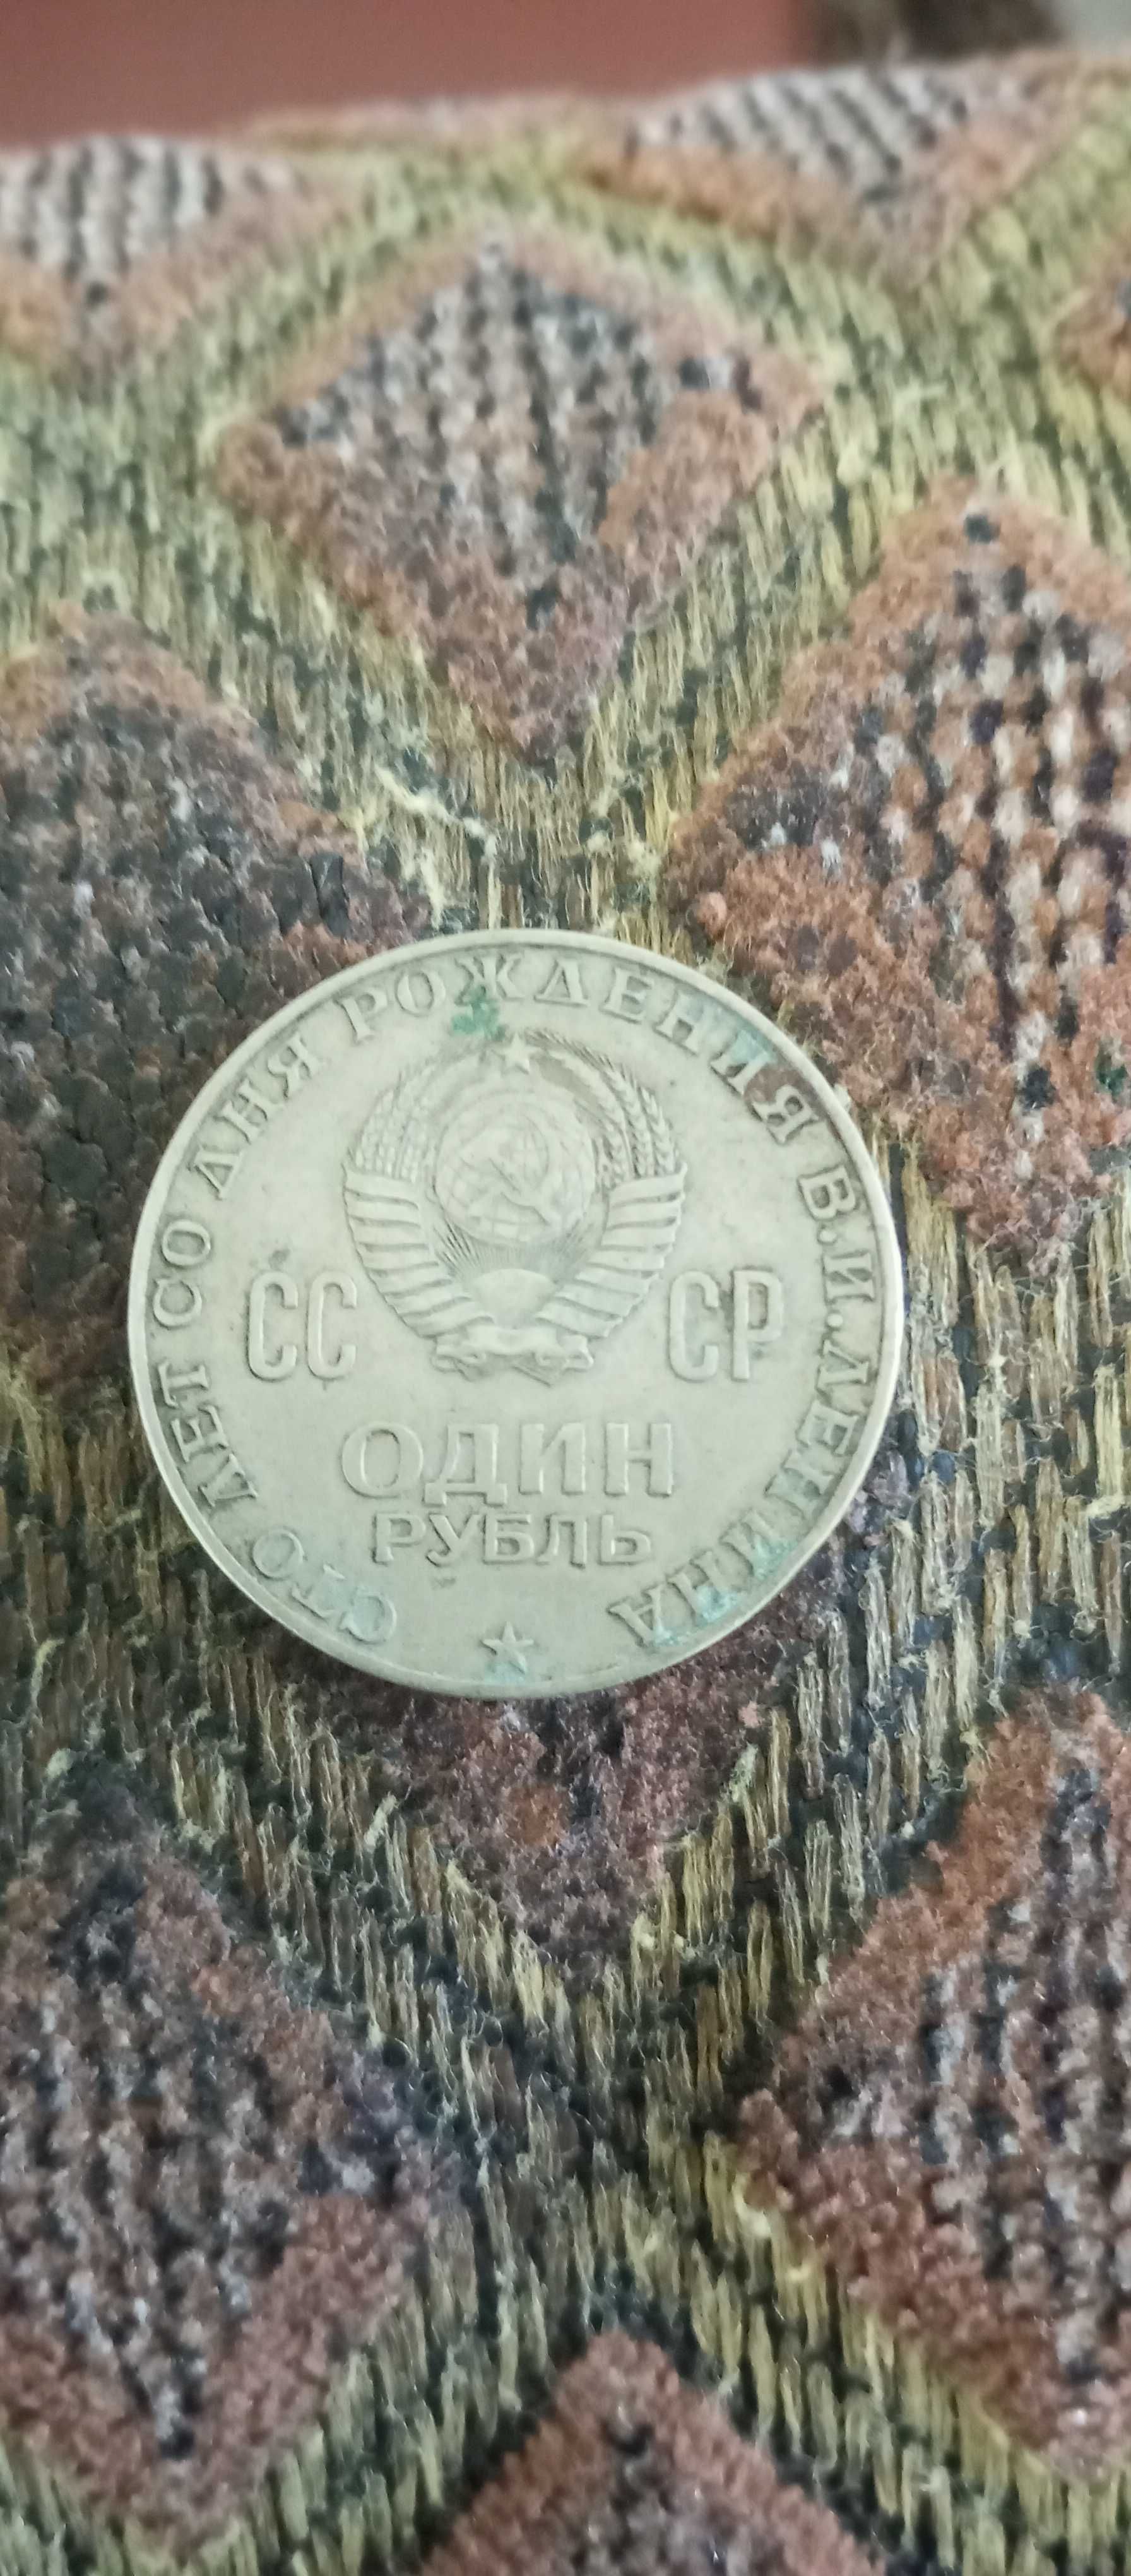 СТО ЛЕТ СО ДНЯ РОЖДЕНИЯ В.И.ЛЕНИНА
СС СР
ОДИН
РУБЛЬ